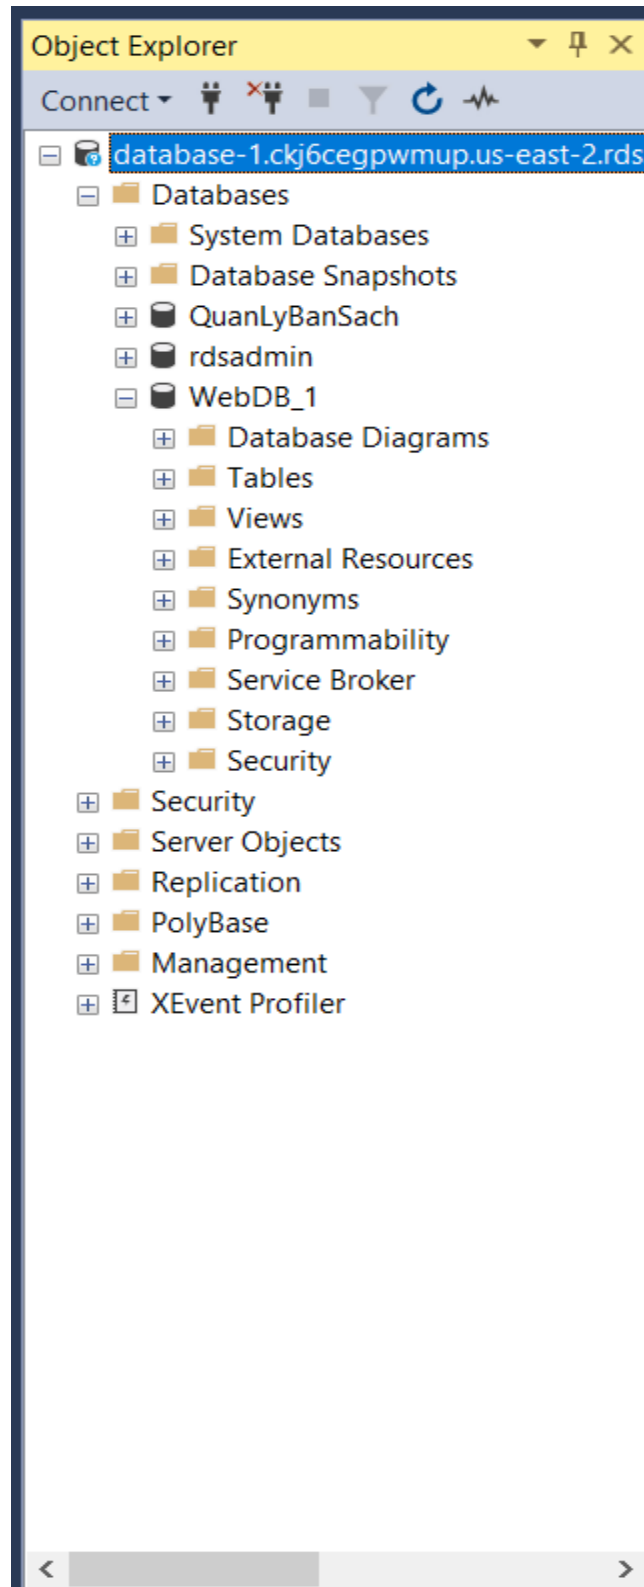 Object Explorer
Connect
database-1.ckj6cegpwmup.us-east-2.rds
Databases
System Databases
Database Snapshots
QuanLyBanSach
rdsadmin
WebDB_1
Database Diagrams
Tables
Views
External Resources
Synonyms
Programmability
Service Broker
Storage
Security
Security
Server Objects
Replication
PolyBase
Management
XEvent Profiler